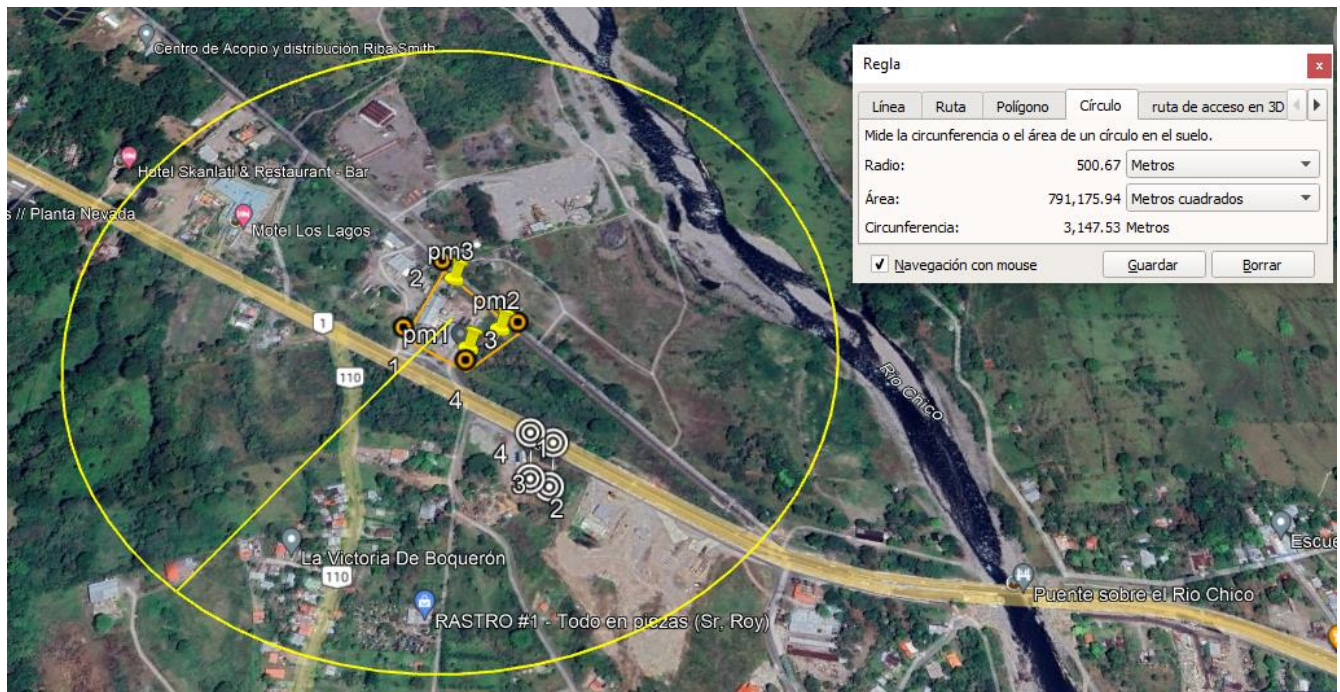 Centro de Acopio y distribución Riba Smith
Hotel Skanlati & Restaurant - Bar
s // Planta Nevada
Motel Los Lagos
pm3
2
pm2
pm1
3
1
1
110
4
4
1
3
2
Río Chico
La Victoria De Boquerón
110
RASTRO #1 - Todo en piezas (Sr. Roy)
Puente sobre el Rio Chico
Escue
Regla
x
Línea Ruta Polígono Círculo ruta de acceso en 3D
Mide la circunferencia o el área de un círculo en el suelo.
Radio: 500.67 Metros
Área: 791,175.94 Metros cuadrados
Circunferencia: 3,147.53 Metros
Navegación con mouse Guardar Borrar